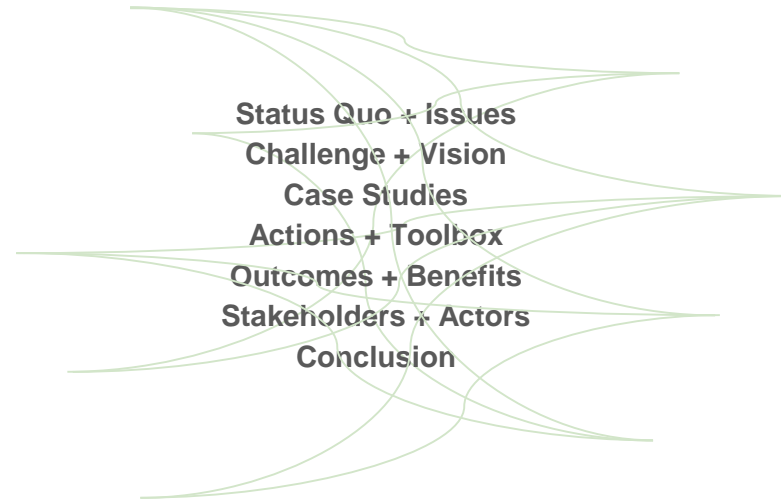 Status Quo + Issues
Challenge + Vision
Case Studies
Actions + Toolbox
Outcomes + Benefits
Stakeholders + Actors
Conclusion